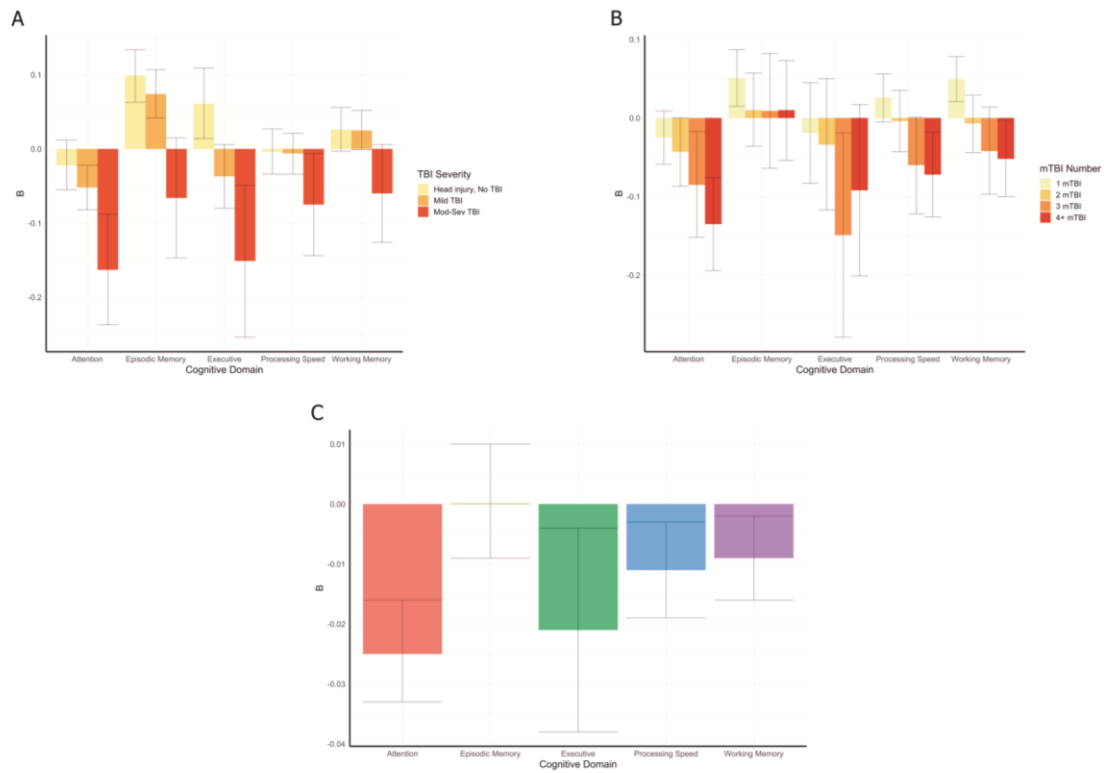 A
0.1
0.0
-0.1
-0.2
B
Attention Episodic Memory Executive Processing Speed Working Memory
Cognitive Domain
TBI Severity
Head injury, No TBI
Mild TBI
Mod-Sev TBI
B
0.1
0.0
-0.1
-0.2
B
Attention Episodic Memory Executive Processing Speed Working Memory
Cognitive Domain
mTBI Number
1 mTBI
2 mTBI
3 mTBI
4+ mTBI
C
0.01
0.00
-0.01
-0.02
-0.03
-0.04
B
Attention Episodic Memory Executive Processing Speed Working Memory
Cognitive Domain